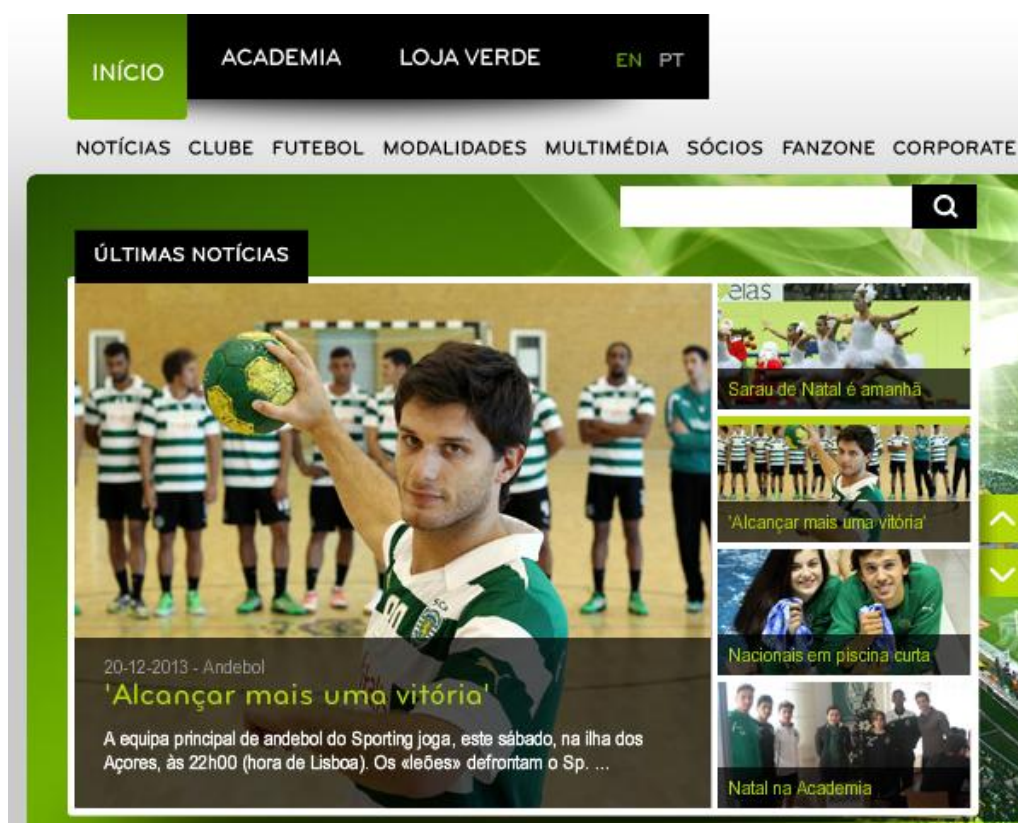 INÍCIO
ACADEMIA
LOJA VERDE
EN PT
NOTÍCIAS CLUBE FUTEBOL MODALIDADES MULTIMÉDIA SÓCIOS FANZONE CORPORATE
ÚLTIMAS NOTÍCIAS
20-12-2013 - Andebol
'Alcançar mais uma vitória'
A equipa principal de andebol do Sporting joga, este sábado, na ilha dos
Açores, às 22h00 (hora de Lisboa). Os «leões» defrontam o Sp. ...
elas
Sarau de Natal é amanhã
'Alcançar mais uma vitória'
Nacionais em piscina curta
Natal na Academia